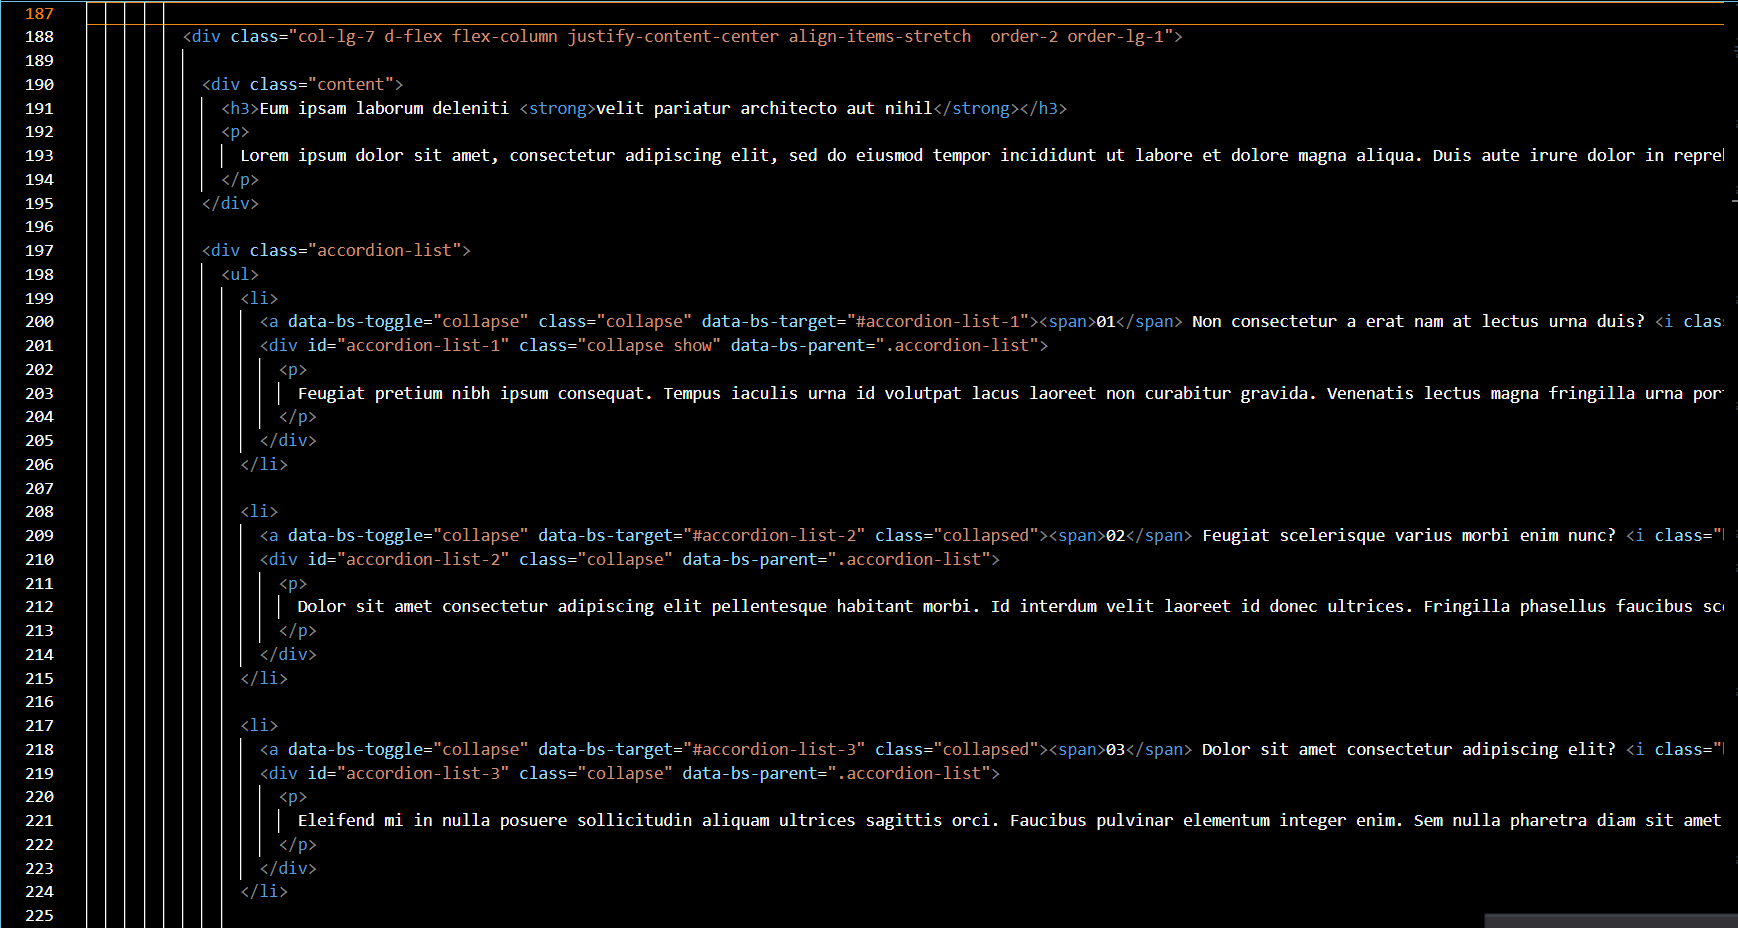 187
188 <div class="col-lg-7 d-flex flex-column justify-content-center align-items-stretch  order-2 order-lg-1">
189
190 <div class="content">
191 <h3>Eum ipsam laborum deleniti <strong>velit pariatur architecto aut nihil</strong></h3>
192 <p>
193 Lorem ipsum dolor sit amet, consectetur adipiscing elit, sed do eiusmod tempor incididunt ut labore et dolore magna aliqua. Duis aute irure dolor in
194 </p>
195 </div>
196
197 <div class="accordion-list">
198 <ul>
199 <li>
200 <a data-bs-toggle="collapse" class="collapse" data-bs-target="#accordion-list-1"><span>01</span> Non consectetur a erat nam at lectus urna duis? <i clas
201 <div id="accordion-list-1" class="collapse show" data-bs-parent=".accordion-list">
202 <p>
203 Feugiat pretium nibh ipsum consequat. Tempus iaculis urna id volutpat lacus laoreet non curabitur gravida. Venenatis lectus magna fringilla urna
204 </p>
205 </div>
206 </li>
207
208 <li>
209 <a data-bs-toggle="collapse" data-bs-target="#accordion-list-2" class="collapsed"><span>02</span> Feugiat scelerisque varius morbi enim nunc? <i class="
210 <div id="accordion-list-2" class="collapse" data-bs-parent=".accordion-list">
211 <p>
212 Dolor sit amet consectetur adipiscing elit pellentesque habitant morbi. Id interdum velit laoreet id donec ultrices. Fringilla phasellus faucibus
213 </p>
214 </div>
215 </li>
216
217 <li>
218 <a data-bs-toggle="collapse" data-bs-target="#accordion-list-3" class="collapsed"><span>03</span> Dolor sit amet consectetur adipiscing elit? <i class="
219 <div id="accordion-list-3" class="collapse" data-bs-parent=".accordion-list">
220 <p>
221 Eleifend mi in nulla posuere sollicitudin aliquam ultrices sagittis orci. Faucibus pulvinar elementum integer enim. Sem nulla pharetra diam sit amet
222 </p>
223 </div>
224 </li>
225